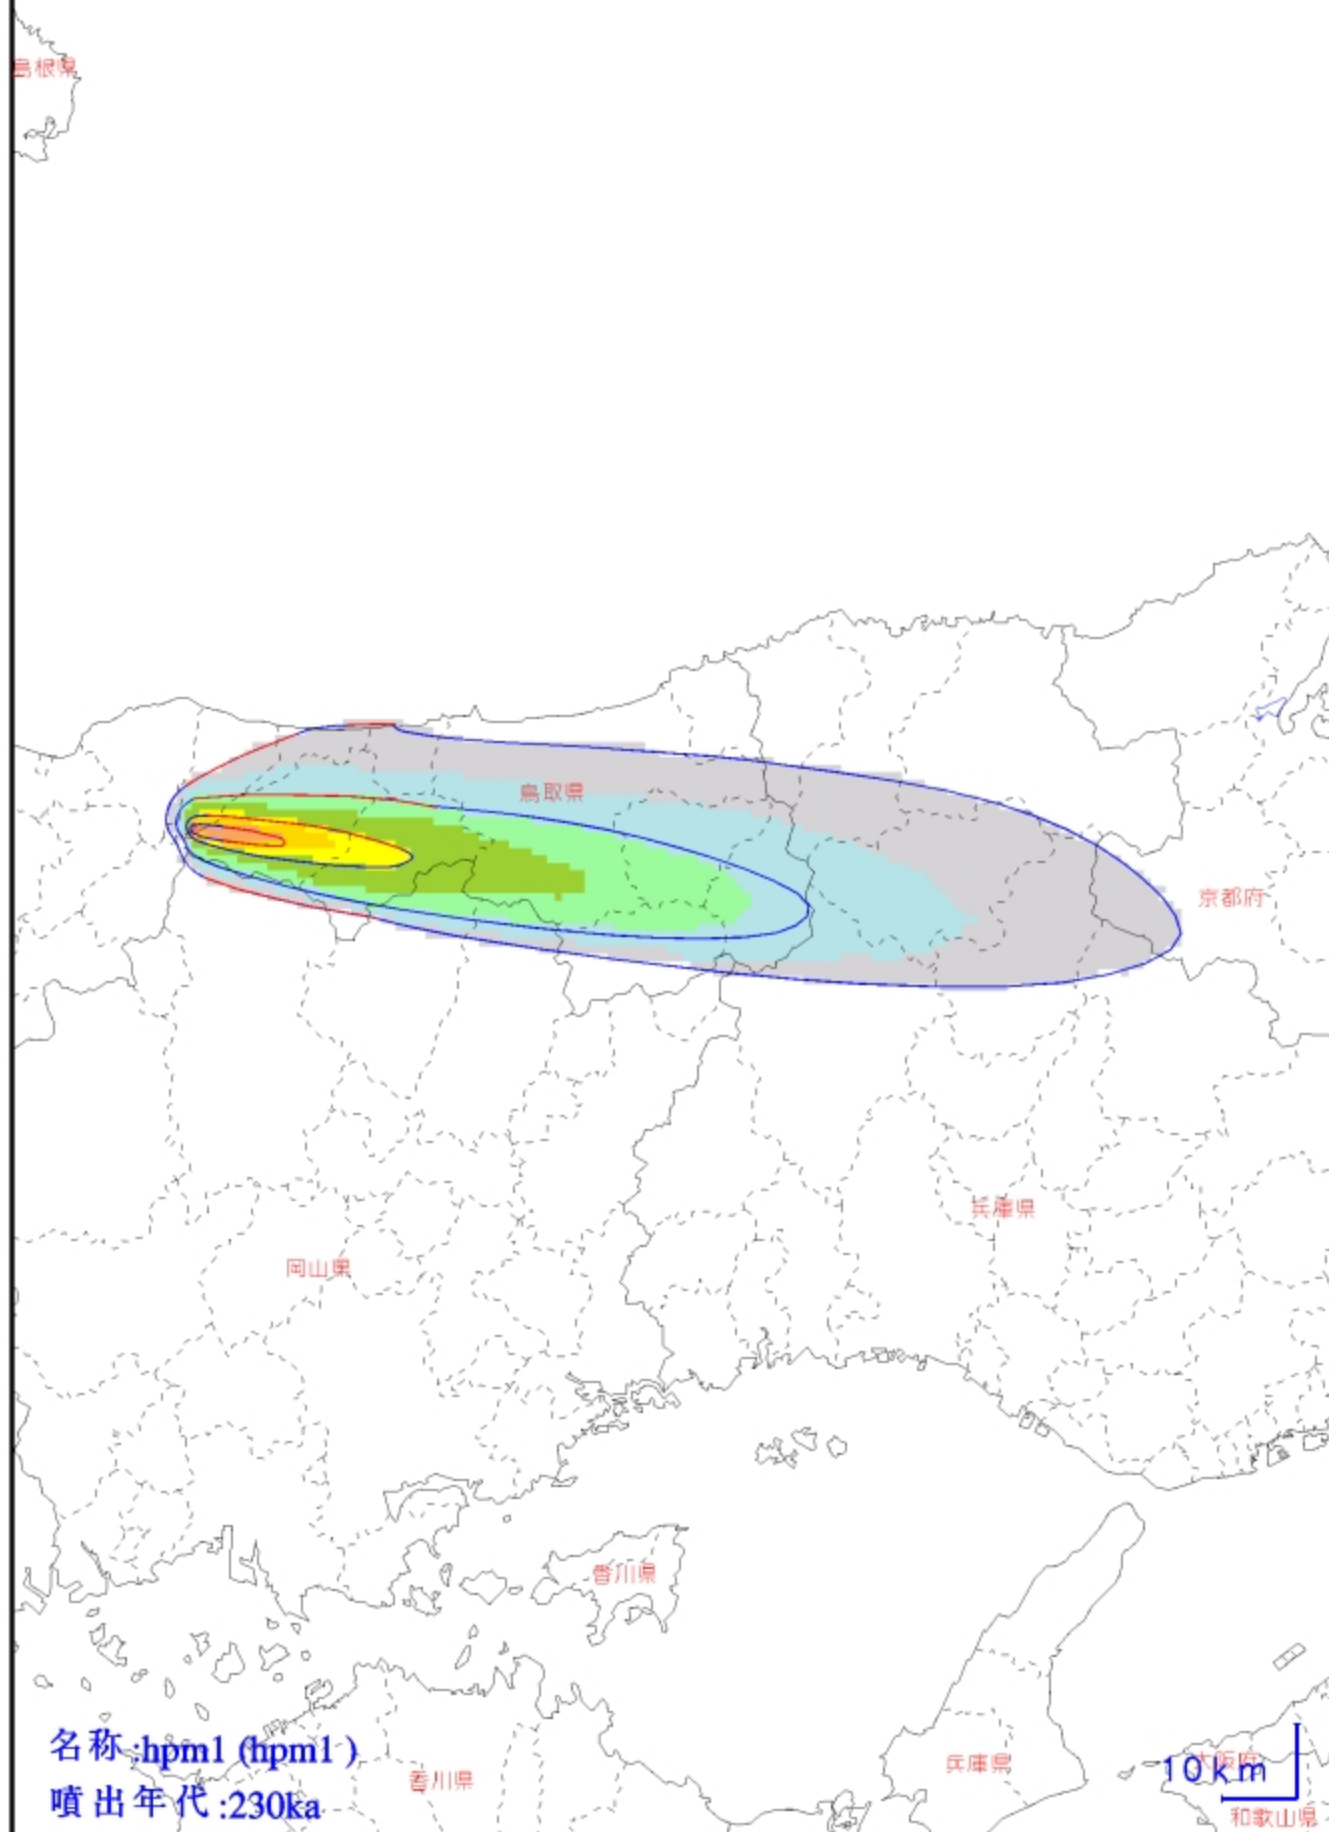 島根県
鳥取県
京都府
兵庫県
岡山県
香川県
名称:hpm1 (hpm1 )
噴出年代:230ka
香川県
兵庫県
大阪府
10km
和歌山県